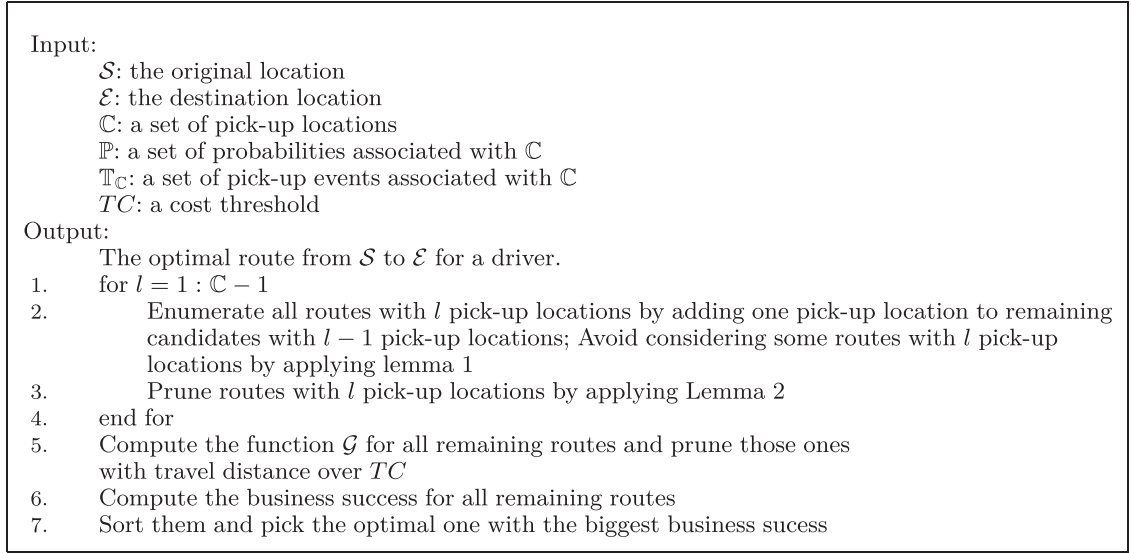 Input:
𝒮: the original location
ℰ: the destination location
ℂ: a set of pick-up locations
ℙ: a set of probabilities associated with ℂ
𝕋_ℂ: a set of pick-up events associated with ℂ
TC: a cost threshold
Output:
The optimal route from 𝒮 to ℰ for a driver.
1. for l = 1 : ℂ − 1
2. Enumerate all routes with l pick-up locations by adding one pick-up location to remaining
candidates with l − 1 pick-up locations; Avoid considering some routes with l pick-up
locations by applying lemma 1
3. Prune routes with l pick-up locations by applying Lemma 2
4. end for
5. Compute the function 𝒢 for all remaining routes and prune those ones
with travel distance over TC
6. Compute the business success for all remaining routes
7. Sort them and pick the optimal one with the biggest business sucess